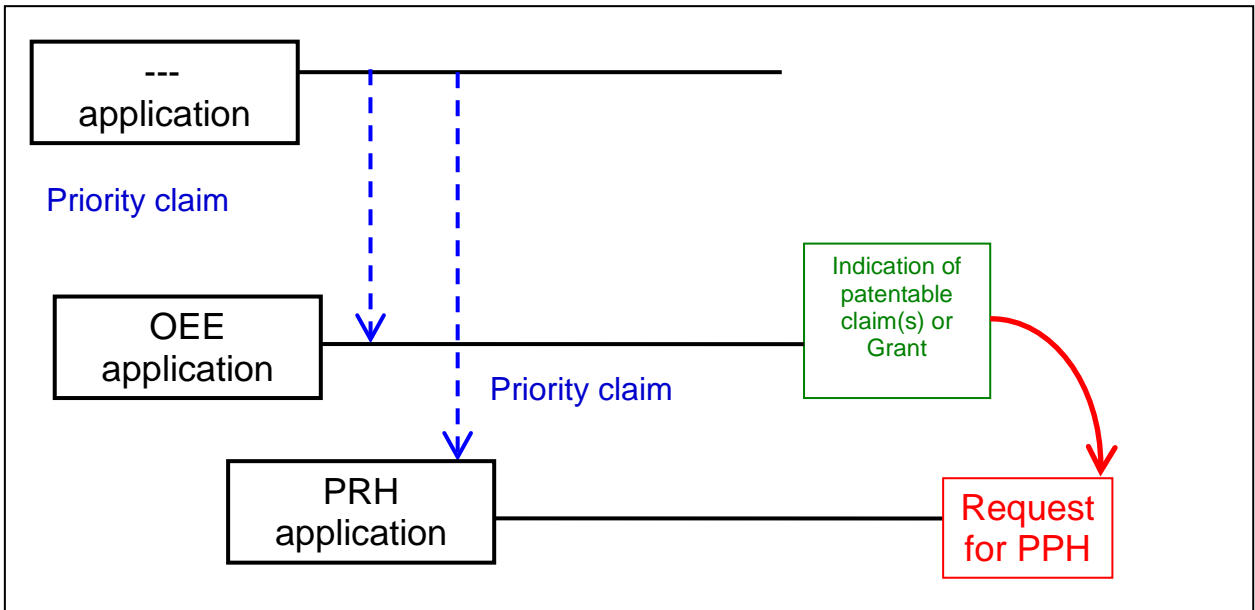 ---
application
Priority claim
Indication of
patentable
claim(s) or
Grant
OEE
application
Priority claim
PRH
application
Request
for PPH